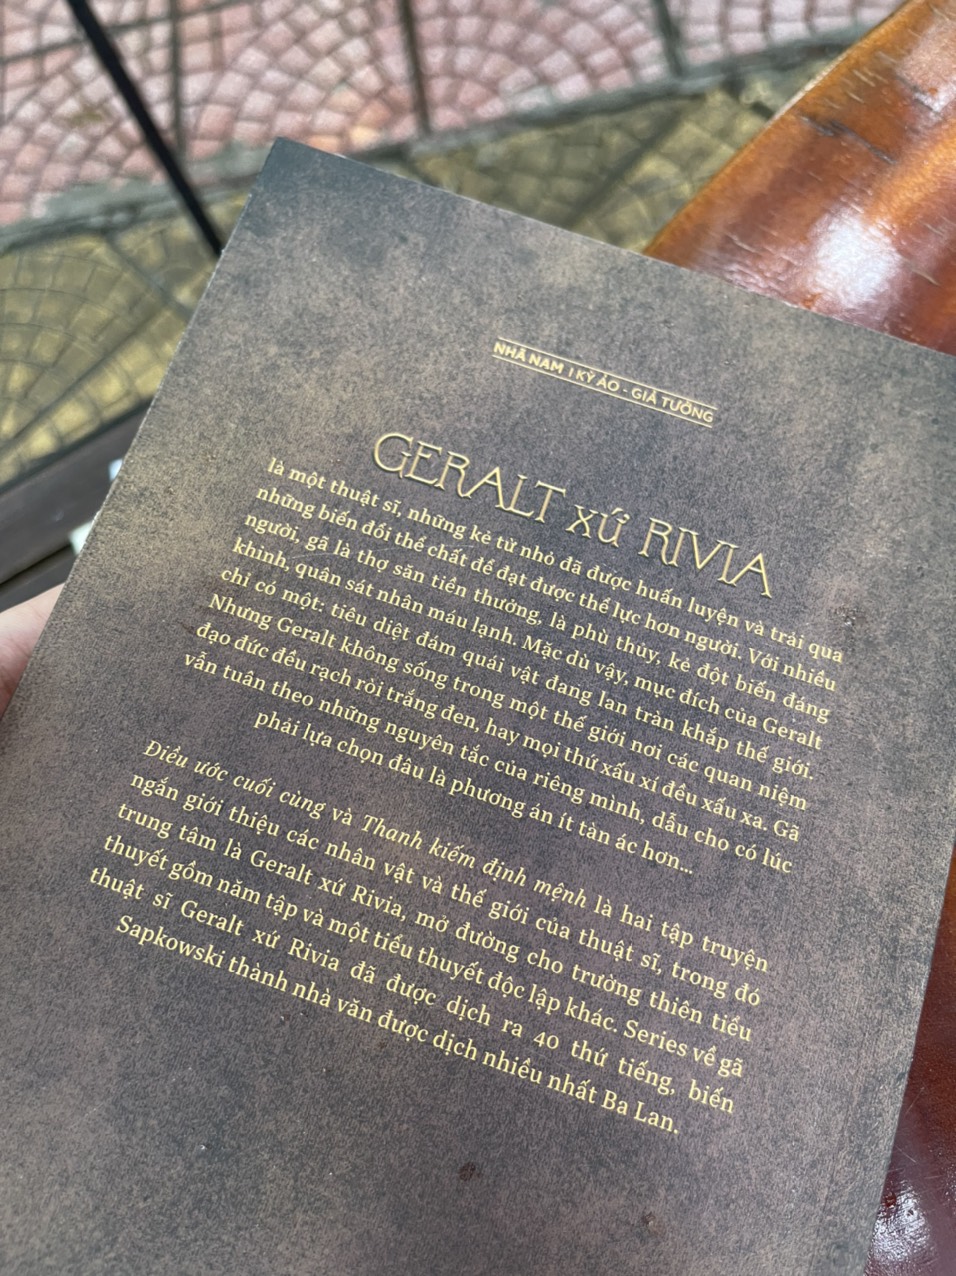 NHÃ NAM | KỲ ẢO - GIẢ TƯỞNG
GERALT XỨ RIVIA
là một thuật sĩ, những kẻ từ nhỏ đã được huấn luyện và trải qua
những biến đổi thể chất để đạt được thể lực hơn người. Với nhiều
người, gã là thợ săn tiền thưởng, là phù thủy, kẻ đột biến đáng
khinh, quân sát nhân máu lạnh. Mặc dù vậy, mục đích của Geralt
chỉ có một: tiêu diệt đám quái vật đang lan tràn khắp thế giới.
Nhưng Geralt không sống trong một thế giới nơi các quan niệm
đạo đức đều rạch ròi trắng đen, hay mọi thứ xấu xí đều xấu xa. Gã
vẫn tuân theo những nguyên tắc của riêng mình, dẫu cho có lúc
phải lựa chọn đâu là phương án ít tàn ác hơn...
Điều ước cuối cùng và Thanh kiếm định mệnh là hai tập truyện
ngắn giới thiệu các nhân vật và thế giới của thuật sĩ, trong đó
trung tâm là Geralt xứ Rivia, mở đường cho trường thiên tiểu
thuyết gồm năm tập và một tiểu thuyết độc lập khác. Series về gã
thuật sĩ Geralt xứ Rivia đã được dịch ra 40 thứ tiếng, biến
Sapkowski thành nhà văn được dịch nhiều nhất Ba Lan.